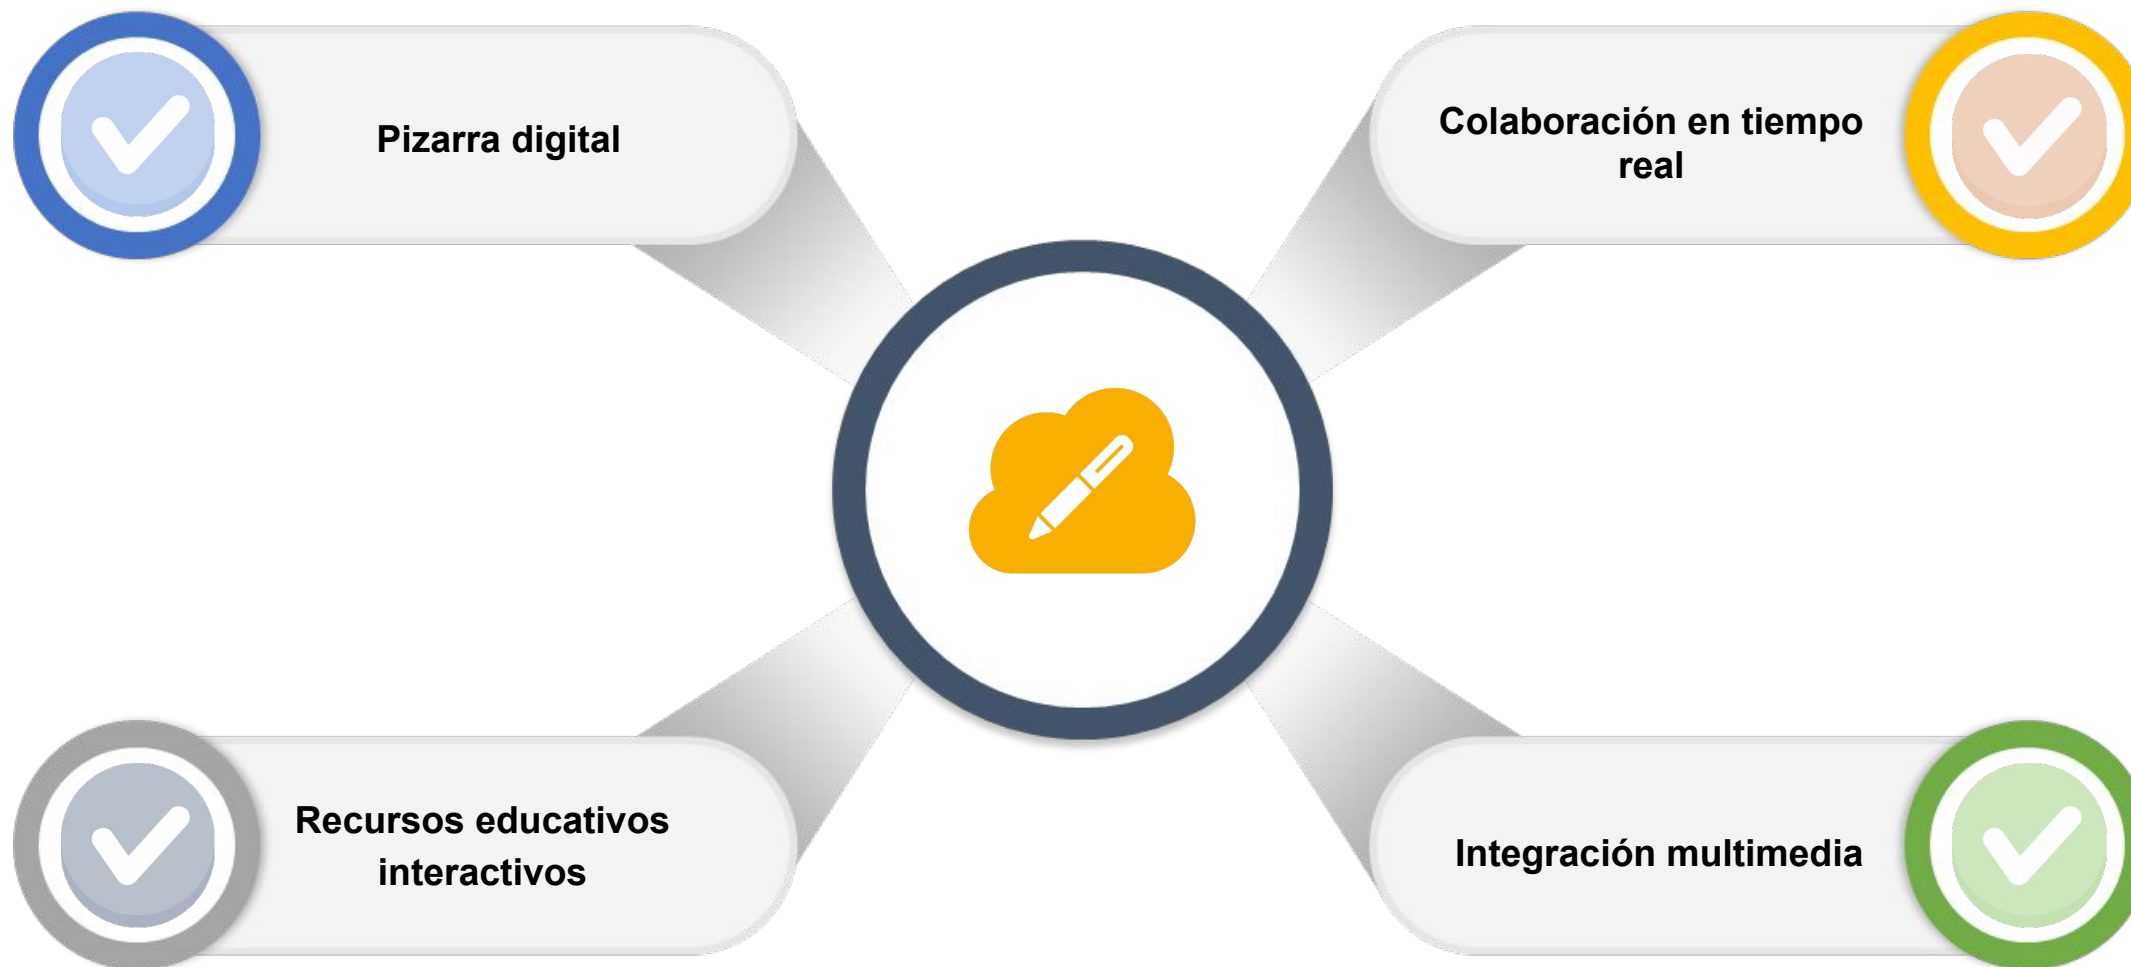 Pizarra digital
Colaboración en tiempo
real
Recursos educativos
interactivos
Integración multimedia